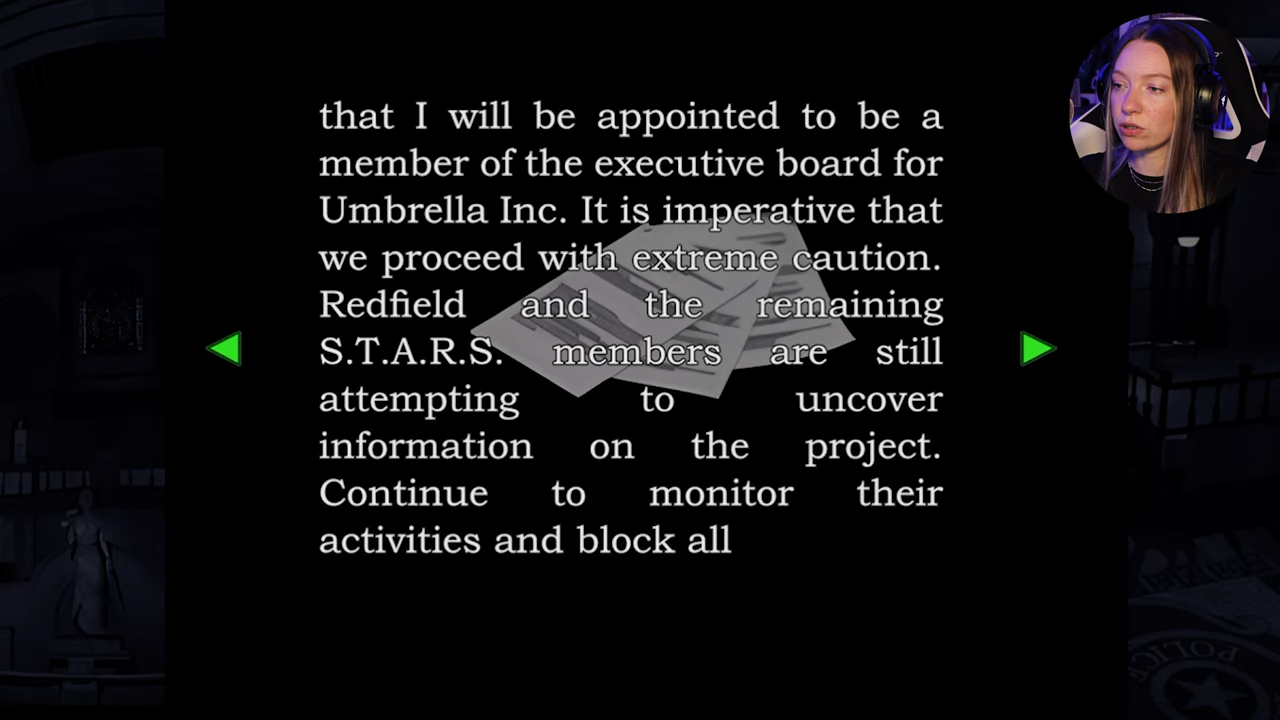 that I will be appointed to be a
member of the executive board for
Umbrella Inc. It is imperative that
we proceed with extreme caution.
Redfield and the remaining
S.T.A.R.S. members are still
attempting to uncover
information on the project.
Continue to monitor their
activities and block all
POLICE